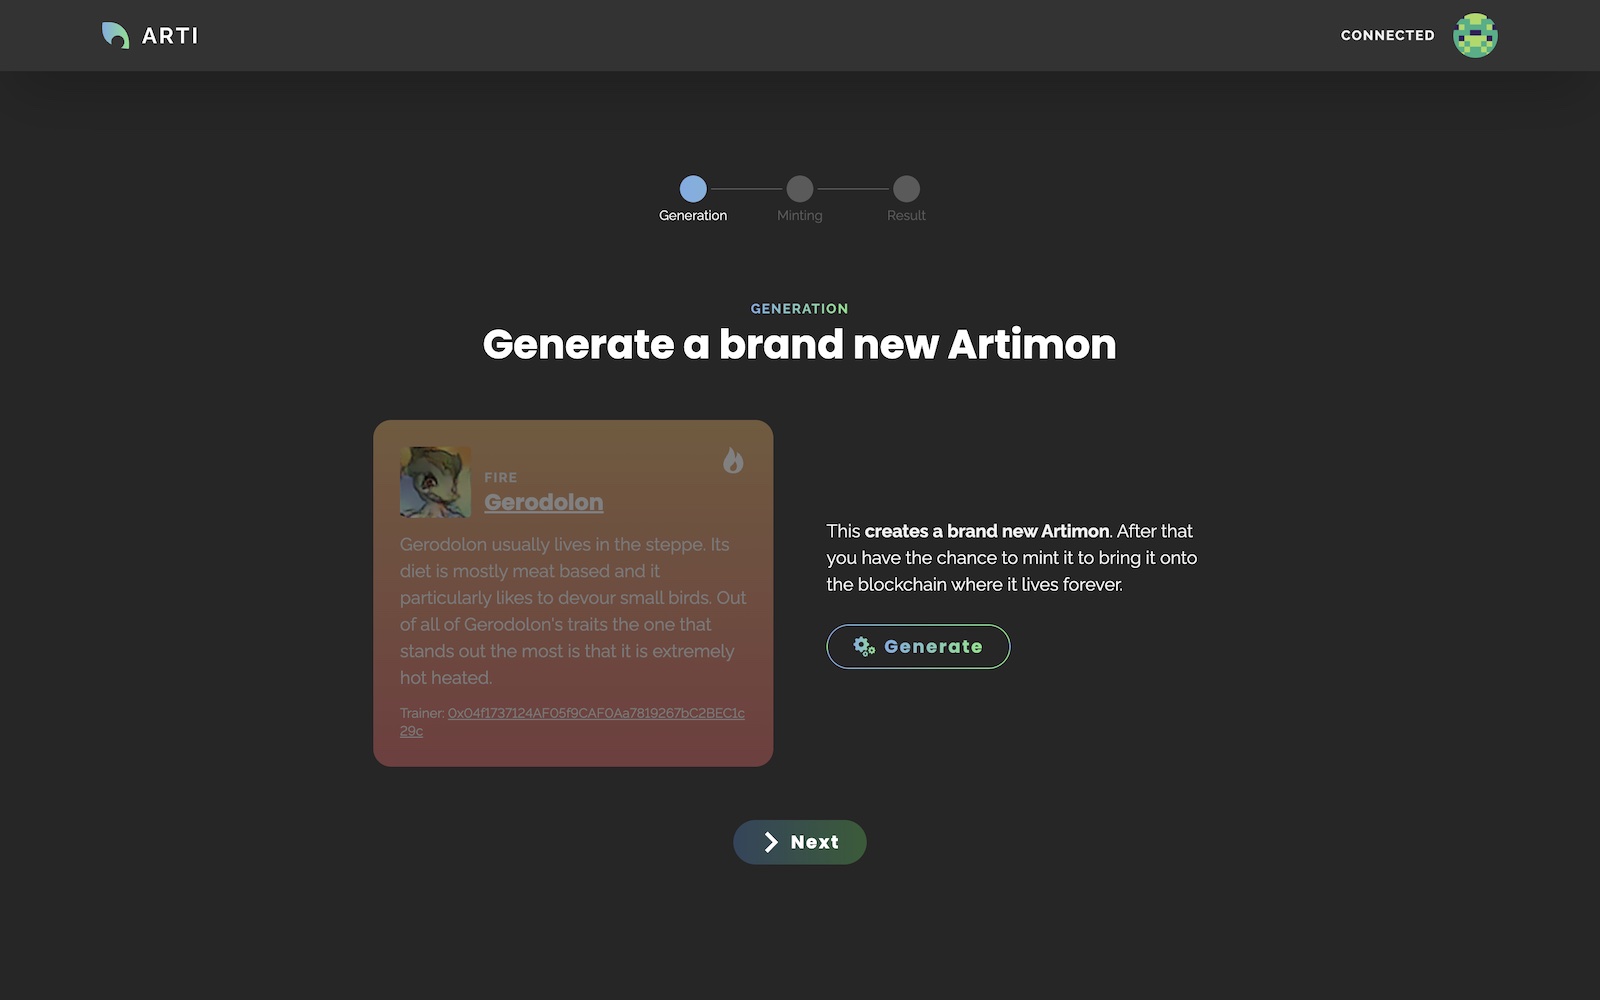 ARTI
CONNECTED
Generation
Minting
Result
GENERATION
Generate a brand new Artimon
FIRE
Gerodolon
Gerodolon usually lives in the steppe. Its
diet is mostly meat based and it
particularly likes to devour small birds. Out
of all of Gerodolon's traits the one that
stands out the most is that it is extremely
hot heated.
Trainer: 0x04f1737124AF05f9CAF0Aa7819267bC2BEC1c
29c
This creates a brand new Artimon. After that
you have the chance to mint it to bring it onto
the blockchain where it lives forever.
Generate
Next